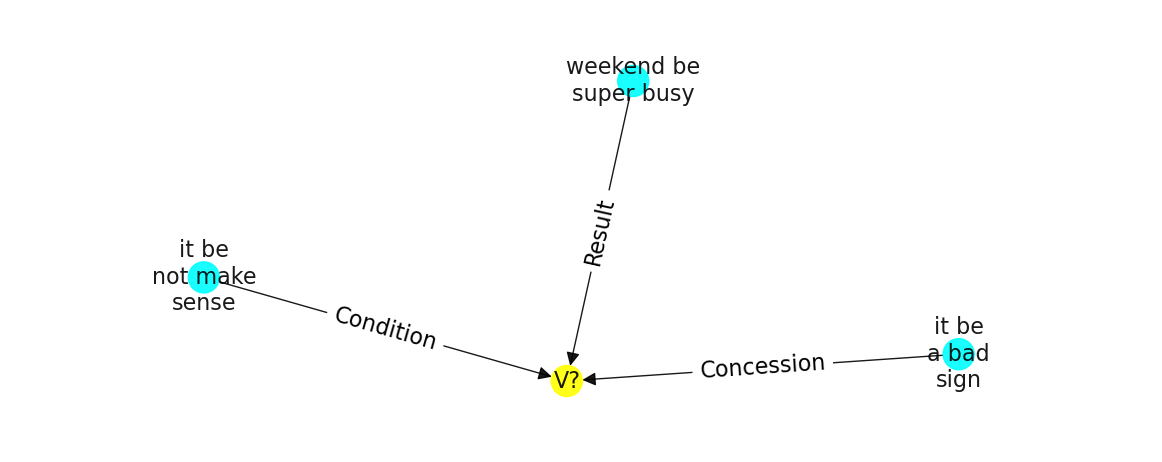 weekend be
super busy
Result
it be
not make
sense
Condition
it be
a bad
sign
Concession
V?